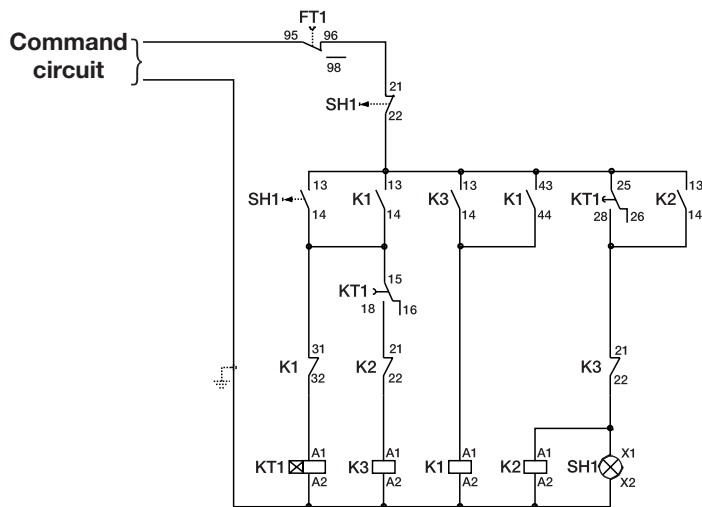 FT1
Command
circuit
95 96
98
21
SH1
22
13 13 13 43 25 13
SH1 K1 K3 K1 KT1 K2
14 14 14 44 28 26 14
15
KT1
18 16
31 21 21
K1 K2 K3
32 22 22
A1 A1 A1 A1 X1
KT1 K3 K1 K2 SH1
A2 A2 A2 A2 X2